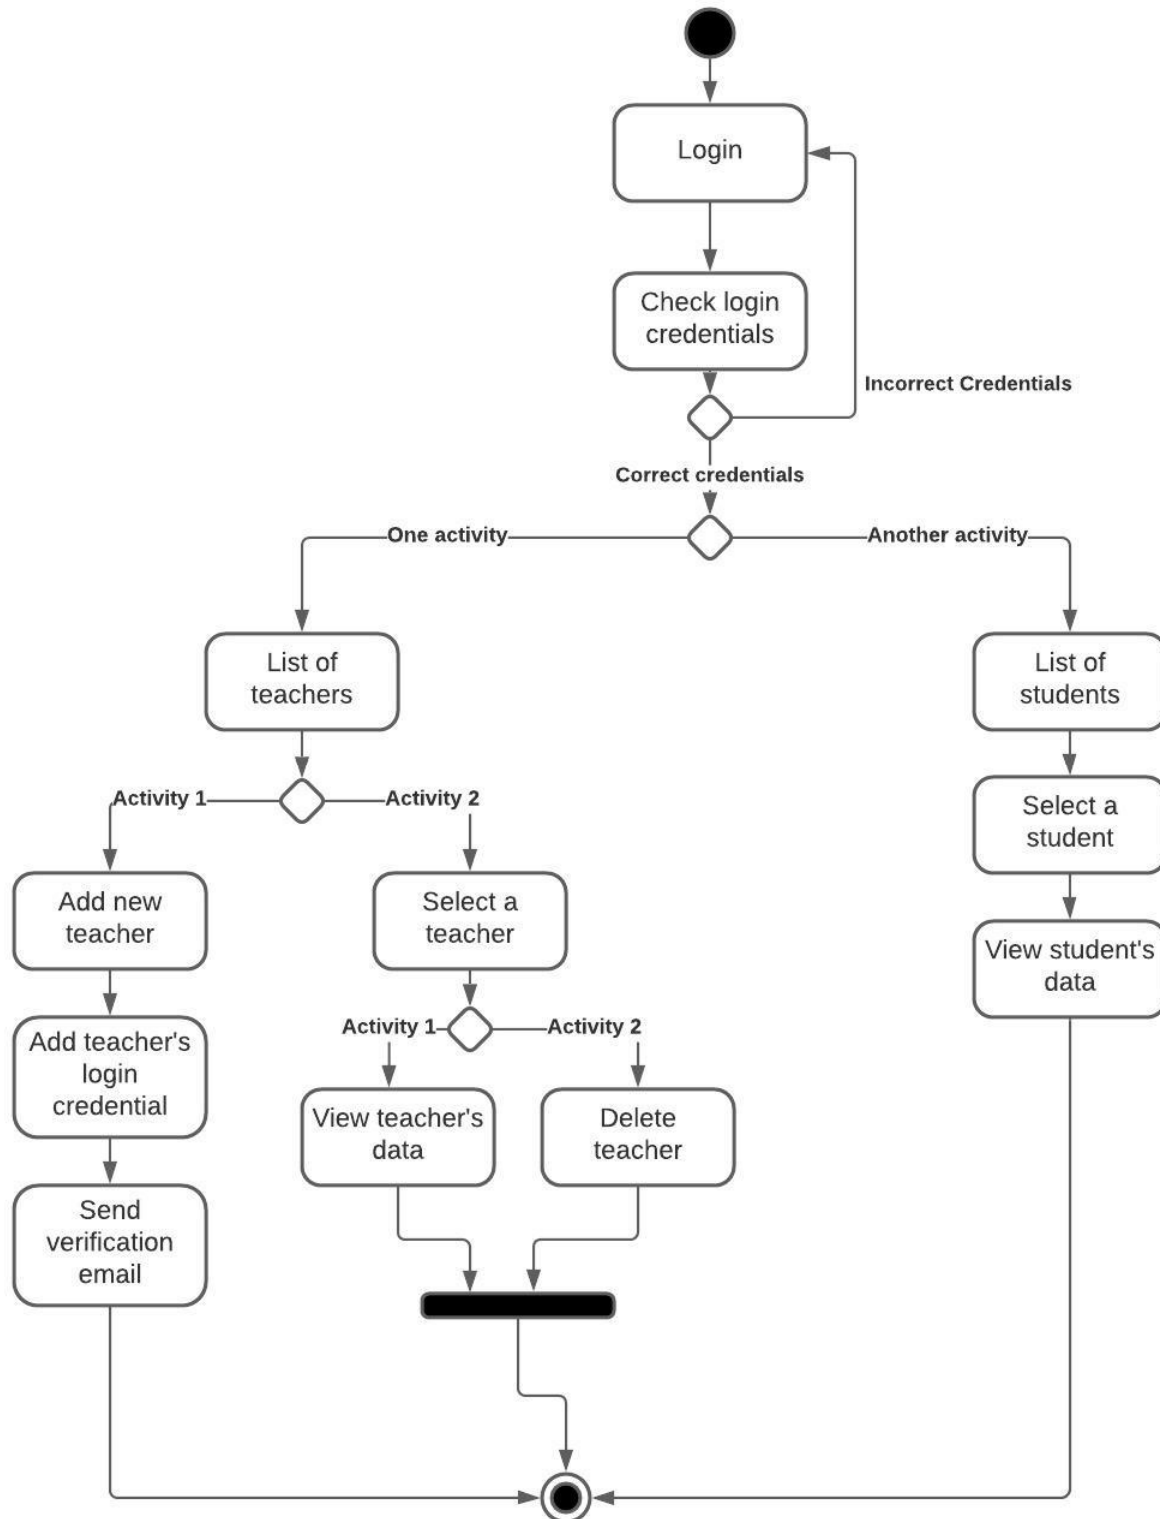 Login
Check login
credentials
Incorrect Credentials
Correct credentials
One activity
Another activity
List of
teachers
List of
students
Activity 1
Activity 2
Select a
student
Add new
teacher
Select a
teacher
View student's
data
Activity 1
Activity 2
Add teacher's
login
credential
View teacher's
data
Delete
teacher
Send
verification
email